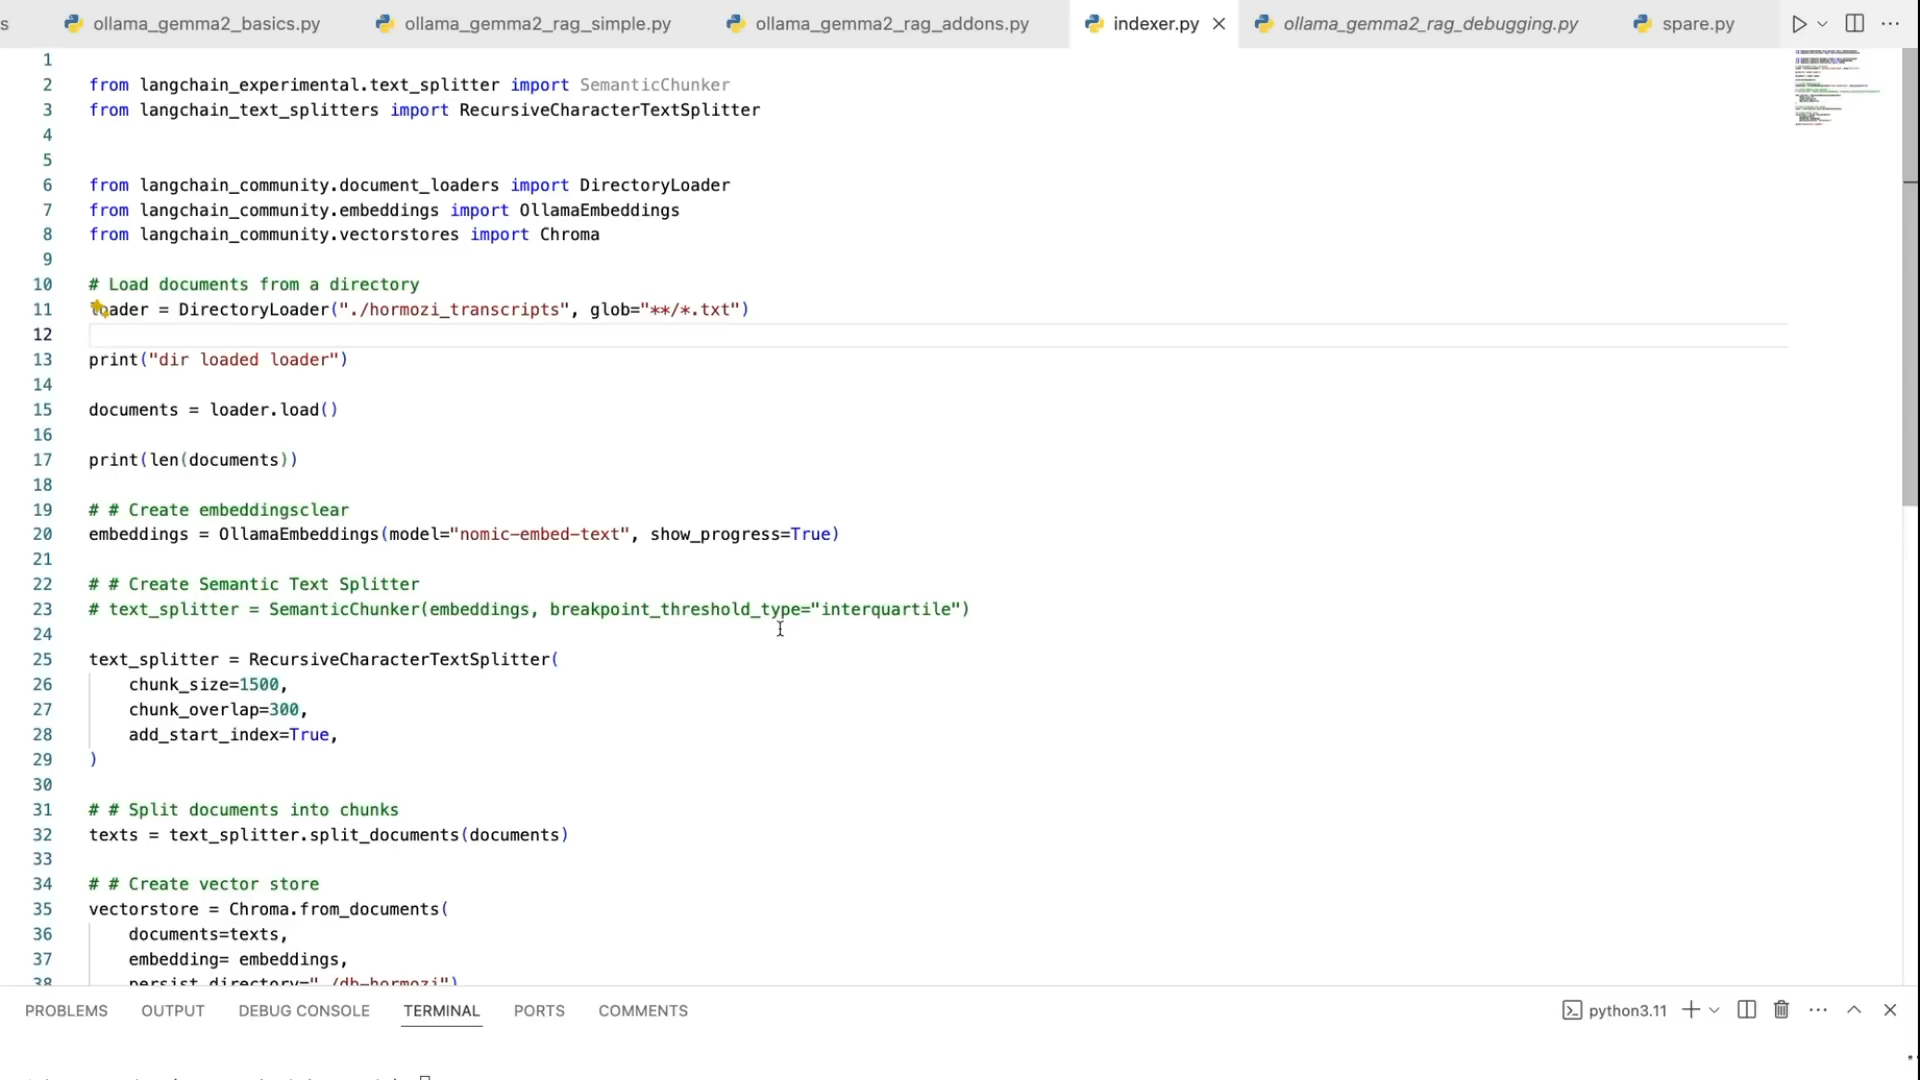 s ollama_gemma2_basics.py ollama_gemma2_rag_simple.py ollama_gemma2_rag_addons.py indexer.py ollama_gemma2_rag_debugging.py spare.py
1
2 from langchain_experimental.text_splitter import SemanticChunker
3 from langchain_text_splitters import RecursiveCharacterTextSplitter
4
5
6 from langchain_community.document_loaders import DirectoryLoader
7 from langchain_community.embeddings import OllamaEmbeddings
8 from langchain_community.vectorstores import Chroma
9
10 # Load documents from a directory
11 loader = DirectoryLoader("./hormozi_transcripts", glob="**/*.txt")
12
13 print("dir loaded loader")
14
15 documents = loader.load()
16
17 print(len(documents))
18
19 # # Create embeddingsclear
20 embeddings = OllamaEmbeddings(model="nomic-embed-text", show_progress=True)
21
22 # # Create Semantic Text Splitter
23 # text_splitter = SemanticChunker(embeddings, breakpoint_threshold_type="interquartile")
24
25 text_splitter = RecursiveCharacterTextSplitter(
26     chunk_size=1500,
27     chunk_overlap=300,
28     add_start_index=True,
29 )
30
31 # # Split documents into chunks
32 texts = text_splitter.split_documents(documents)
33
34 # # Create vector store
35 vectorstore = Chroma.from_documents(
36     documents=texts,
37     embedding= embeddings,
38     persist_directory="./db-hormozi")
PROBLEMS OUTPUT DEBUG CONSOLE TERMINAL PORTS COMMENTS python3.11